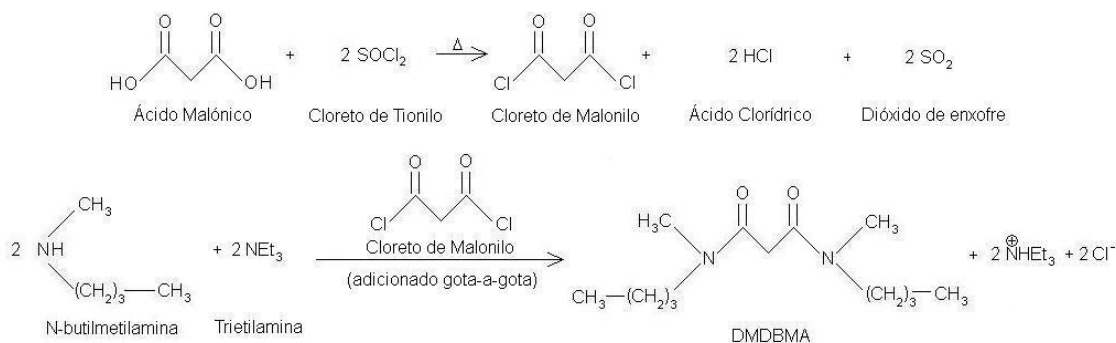 O O O O
+ 2 SOCl2 Δ + 2 HCl + 2 SO2
HO OH Cl Cl
Ácido Malónico Cloreto de Tionilo Cloreto de Malonilo Ácido Clorídrico Dióxido de enxofre
O O
CH3 O O
Cl Cl H3C CH3
2 NH + 2 NEt3 Cloreto de Malonilo N N + 2 ⊕NHEt3 + 2Cl⁻
(adicionado gota-a-gota)
(CH2)3—CH3 CH3—(CH2)3 (CH2)3—CH3
N-butilmetilamina Trietilamina DMDBMA